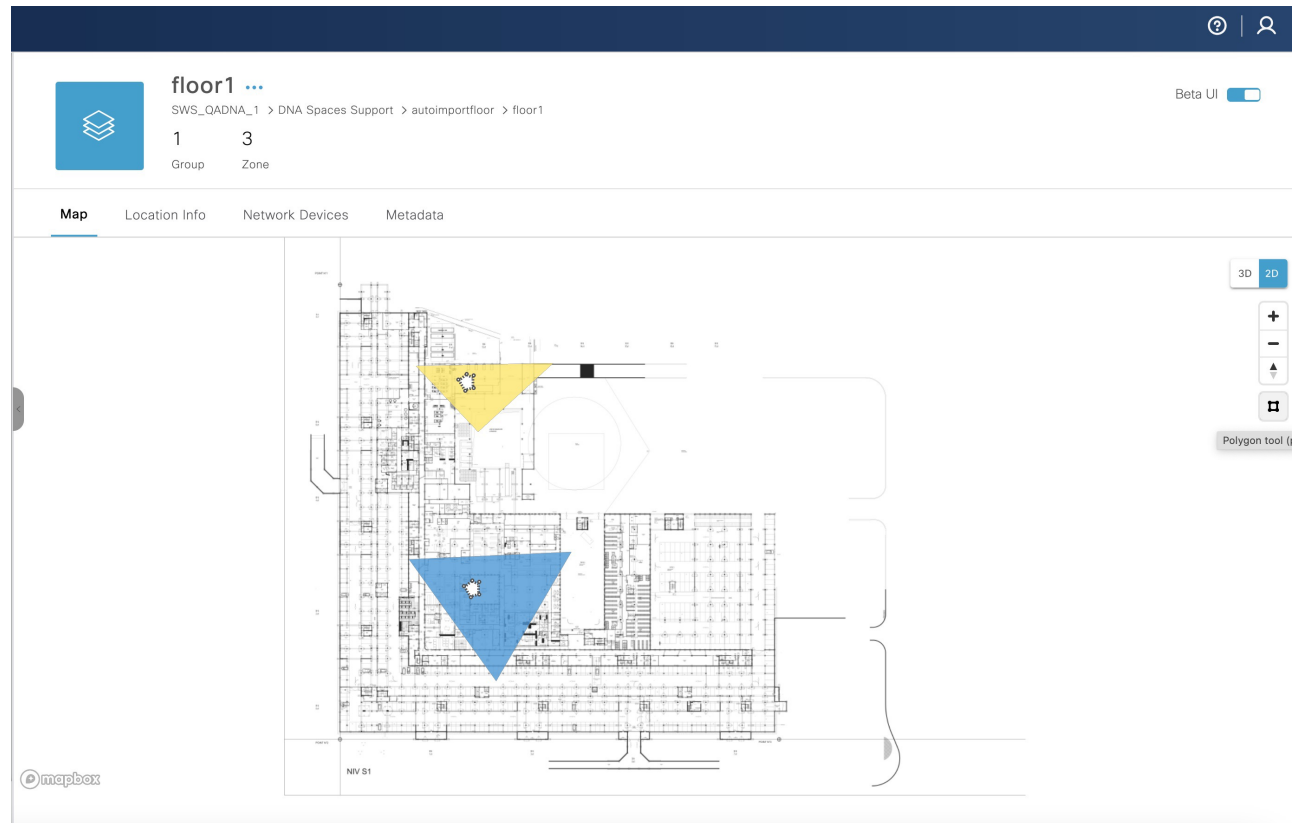 floor1 ...
SWS_QADNA_1 > DNA Spaces Support > autoimportfloor > floor1
Beta UI
1 3
Group Zone
Map Location Info Network Devices Metadata
3D 2D
Polygon tool (p
NIV S1
mapbox